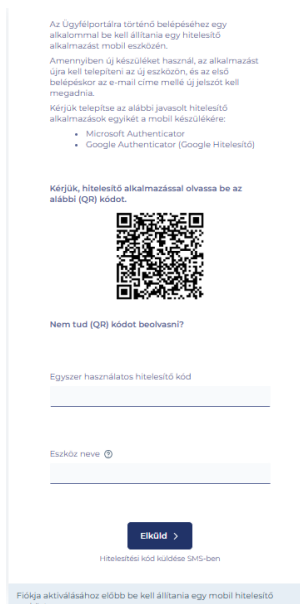 Az Ügyfélportálra történő belépéséhez egy
alkalommal be kell állítania egy hitelesítő
alkalmazást mobil eszközén.
Amennyiben új készüléket használ, az alkalmazást
újra kell telepíteni az új eszközön, és az első
belépéskor az e-mail címe mellé új jelszót kell
megadnia.
Kérjük telepítse az alábbi javasolt hitelesítő
alkalmazások egyikét a mobil készülékére:
• Microsoft Authenticator
• Google Authenticator (Google Hitelesítő)
Kérjük, hitelesítő alkalmazással olvassa be az
alábbi (QR) kódot.
Nem tud (QR) kódot beolvasni?
Egyszer használatos hitelesítő kód
Eszköz neve ?
Elküld >
Hitelesítési kód küldése SMS-ben
Fiókja aktiválásához előbb be kell állítania egy mobil hitelesítő